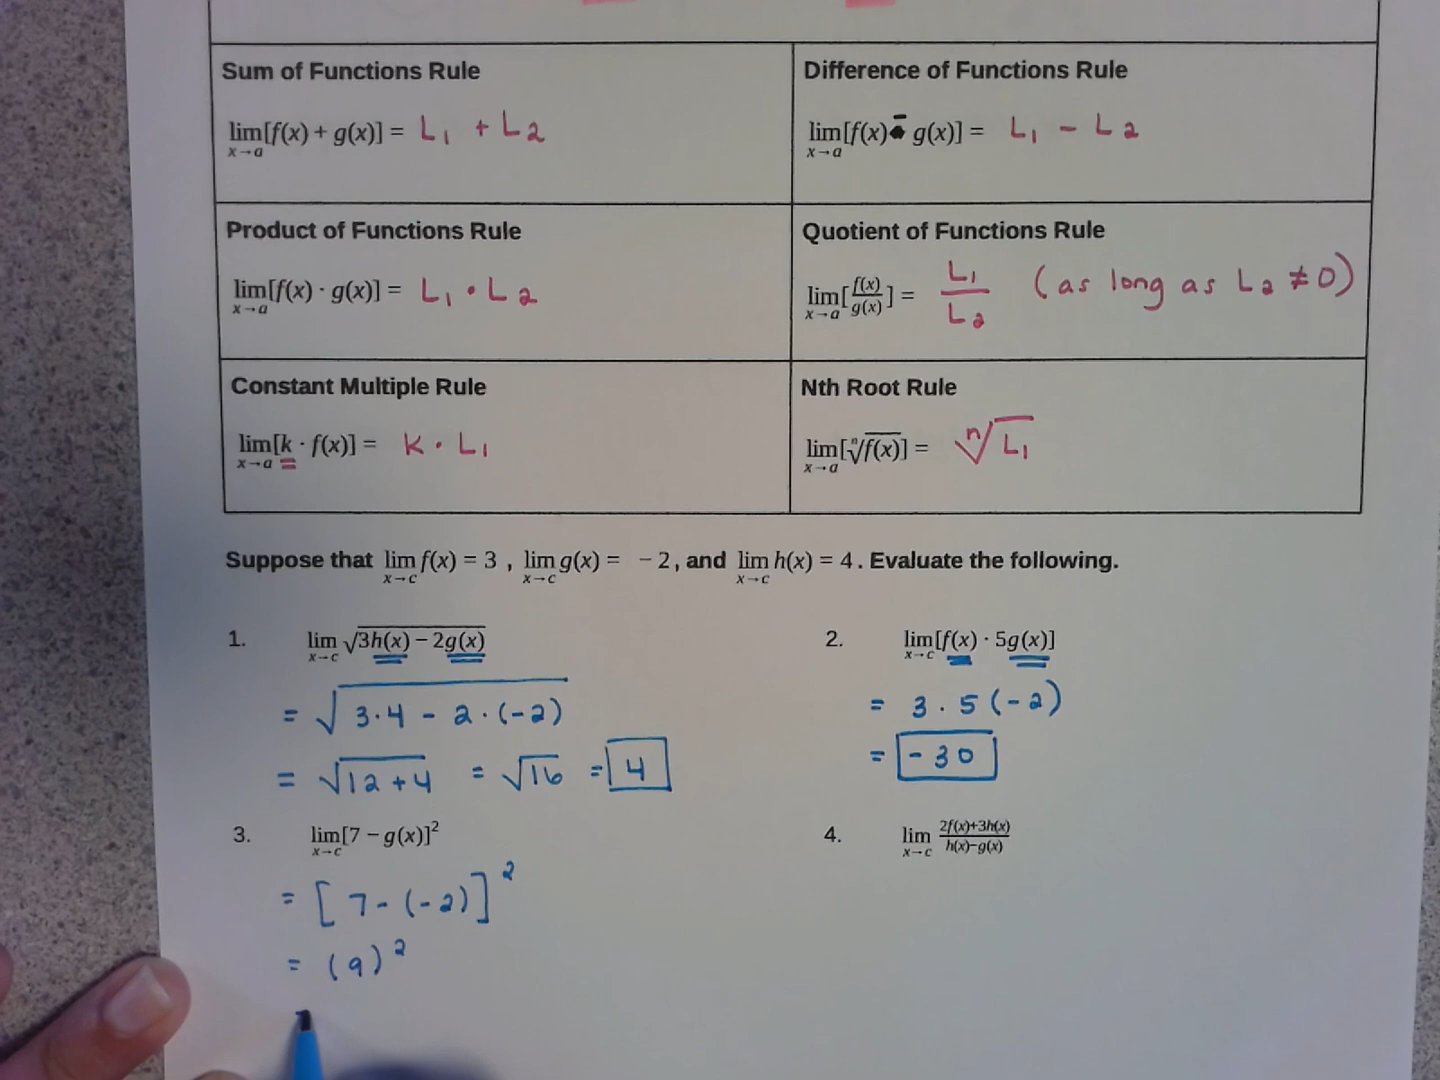 Sum of Functions Rule
lim[f(x) + g(x)] = L₁ + L₂
x→a
Difference of Functions Rule
lim[f(x) - g(x)] = L₁ - L₂
x→a
Product of Functions Rule
lim[f(x) · g(x)] = L₁ · L₂
x→a
Quotient of Functions Rule
lim[f(x)/g(x)] = L₁/L₂ (as long as L₂ ≠ 0)
x→a
Constant Multiple Rule
lim[k · f(x)] = K · L₁
x→a
Nth Root Rule
lim[ⁿ√f(x)] = ⁿ√L₁
x→a
Suppose that lim f(x) = 3 , lim g(x) = - 2, and lim h(x) = 4. Evaluate the following.
x→c x→c x→c
1. lim √3h(x) - 2g(x)
x→c
= √3·4 - 2·(-2)
= √12+4 = √16 = 4
2. lim[f(x) · 5g(x)]
x→c
= 3 · 5 (-2)
= -30
3. lim[7 - g(x)]²
x→c
= [7-(-2)]²
= (9)²
4. lim 2f(x)+3h(x)/h(x)-g(x)
x→c